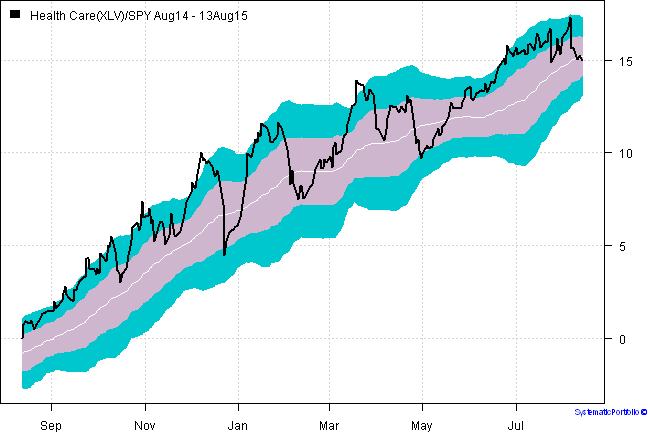 Health Care(XLV)/SPY Aug14 - 13Aug15
15
10
5
0
Sep Nov Jan Mar May Jul
SystematicPortfolio ©